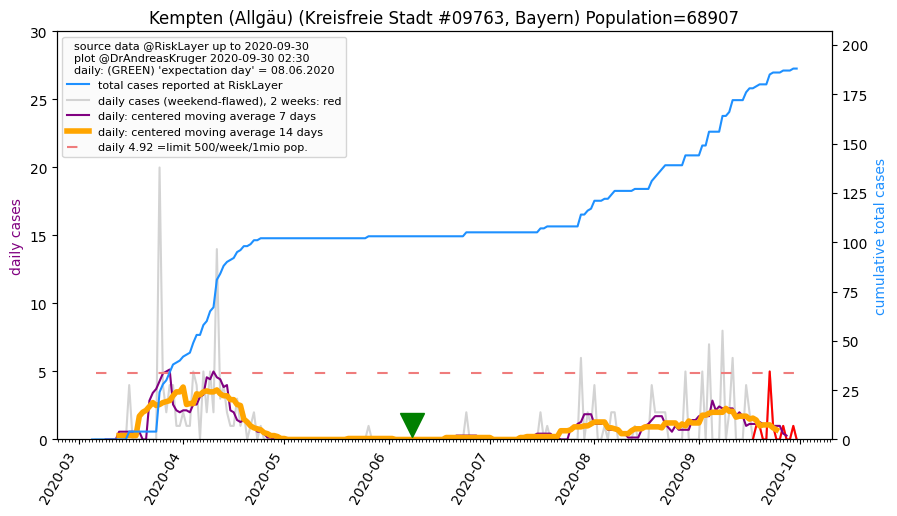 Kempten (Allgäu) (Kreisfreie Stadt #09763, Bayern) Population=68907
source data @RiskLayer up to 2020-09-30
plot @DrAndreasKruger 2020-09-30 02:30
daily: (GREEN) 'expectation day' = 08.06.2020
total cases reported at RiskLayer
daily cases (weekend-flawed), 2 weeks: red
daily: centered moving average 7 days
daily: centered moving average 14 days
daily 4.92 =limit 500/week/1mio pop.
daily cases
30
25
20
15
10
5
0
cumulative total cases
200
175
150
125
100
75
50
25
0
2020-03
2020-04
2020-05
2020-06
2020-07
2020-08
2020-09
2020-10